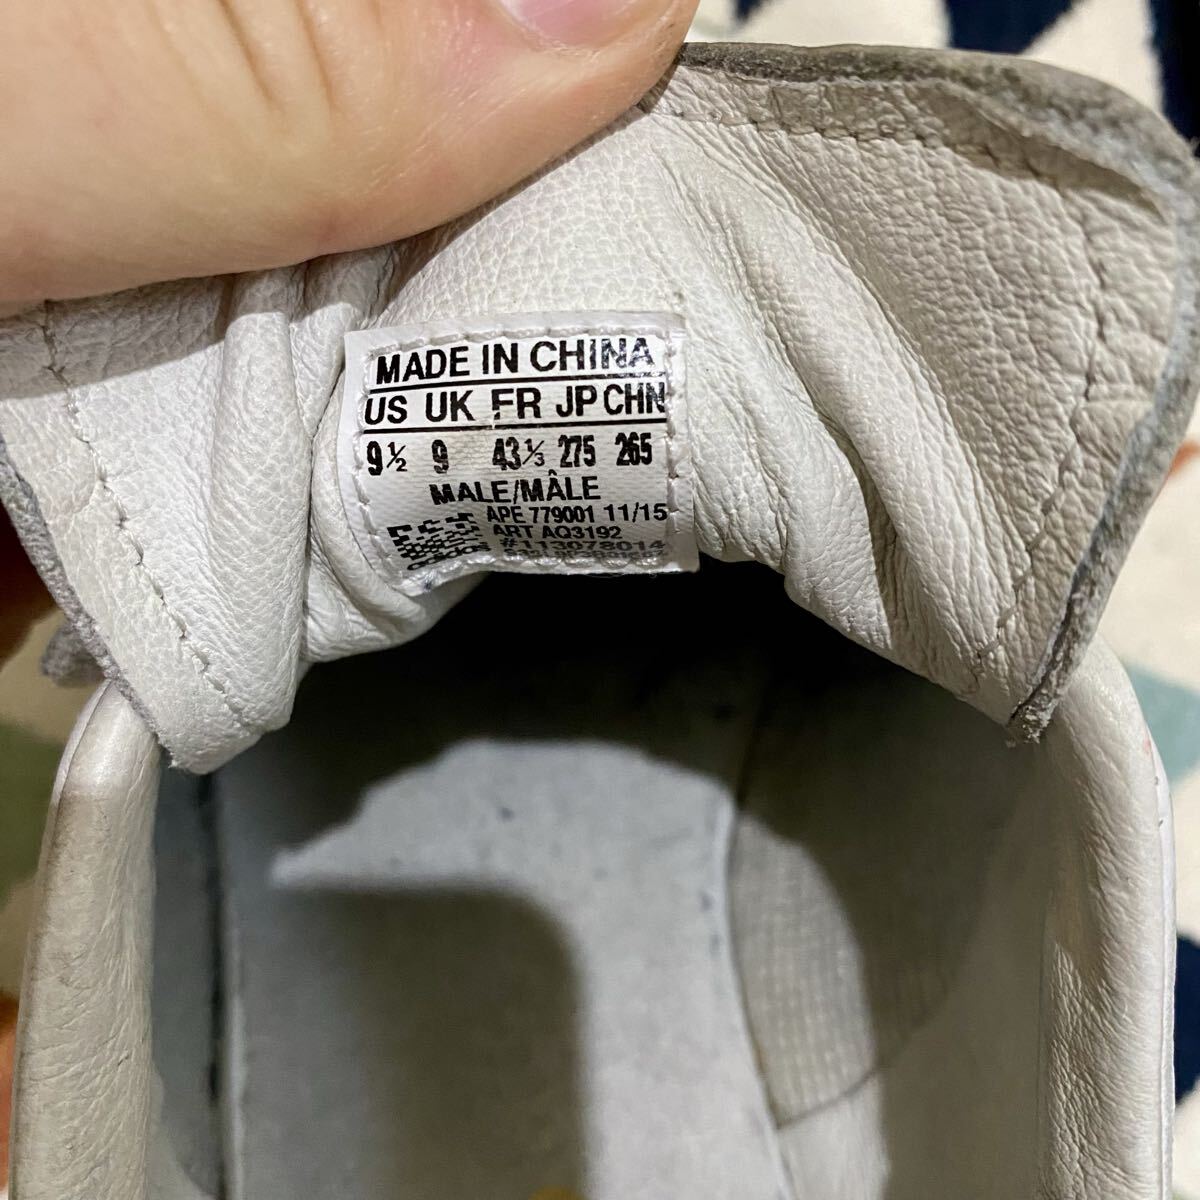 MADE IN CHINA
US UK FR JP CHN
9½ 9 43⅓ 275 265
MALE/MÂLE
APE 779001 11/15
ART AQ3192
#113078014
adidas